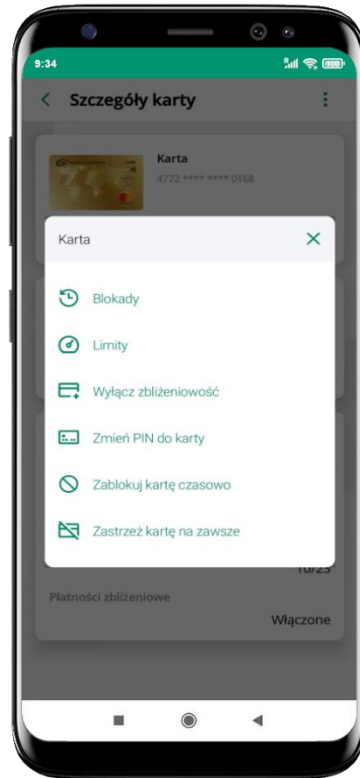 9:34
Szczegóły karty
Karta
4772 **** **** 0168
Karta
Blokady
Limity
Wyłącz zbliżeniowość
Zmień PIN do karty
Zablokuj kartę czasowo
Zastrzeż kartę na zawsze
10/23
Płatności zbliżeniowe
Włączone